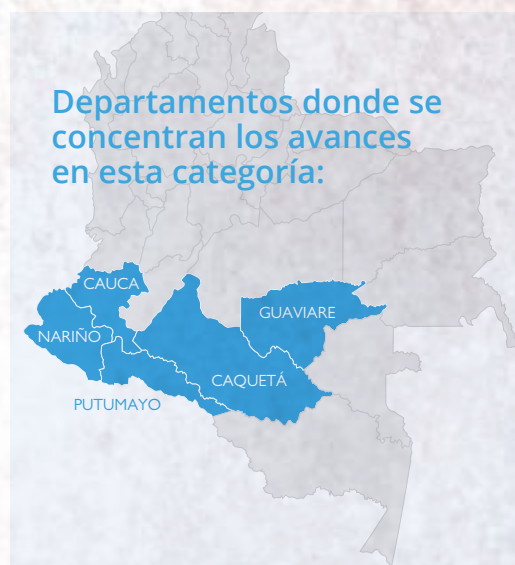 Departamentos donde se
concentran los avances
en esta categoría:
CAUCA
GUAVIARE
NARIÑO
CAQUETÁ
PUTUMAYO